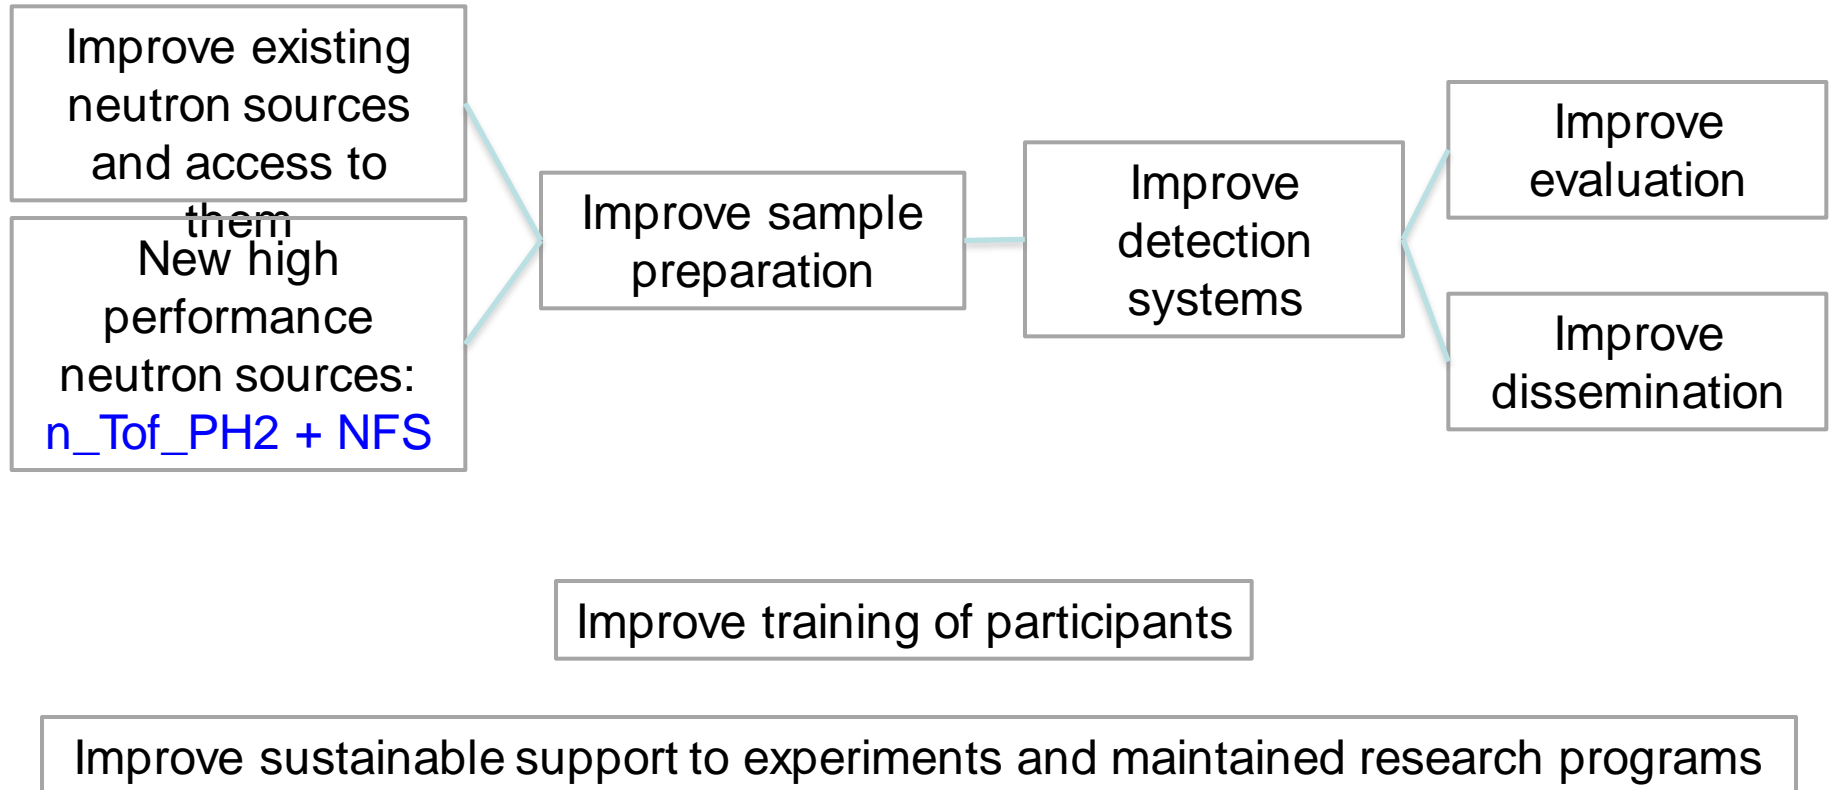 Improve existing
neutron sources
and access to
them
New high
performance
neutron sources:
n_Tof_PH2 + NFS
Improve sample
preparation
Improve
detection
systems
Improve
evaluation
Improve
dissemination
Improve training of participants
Improve sustainable support to experiments and maintained research programs